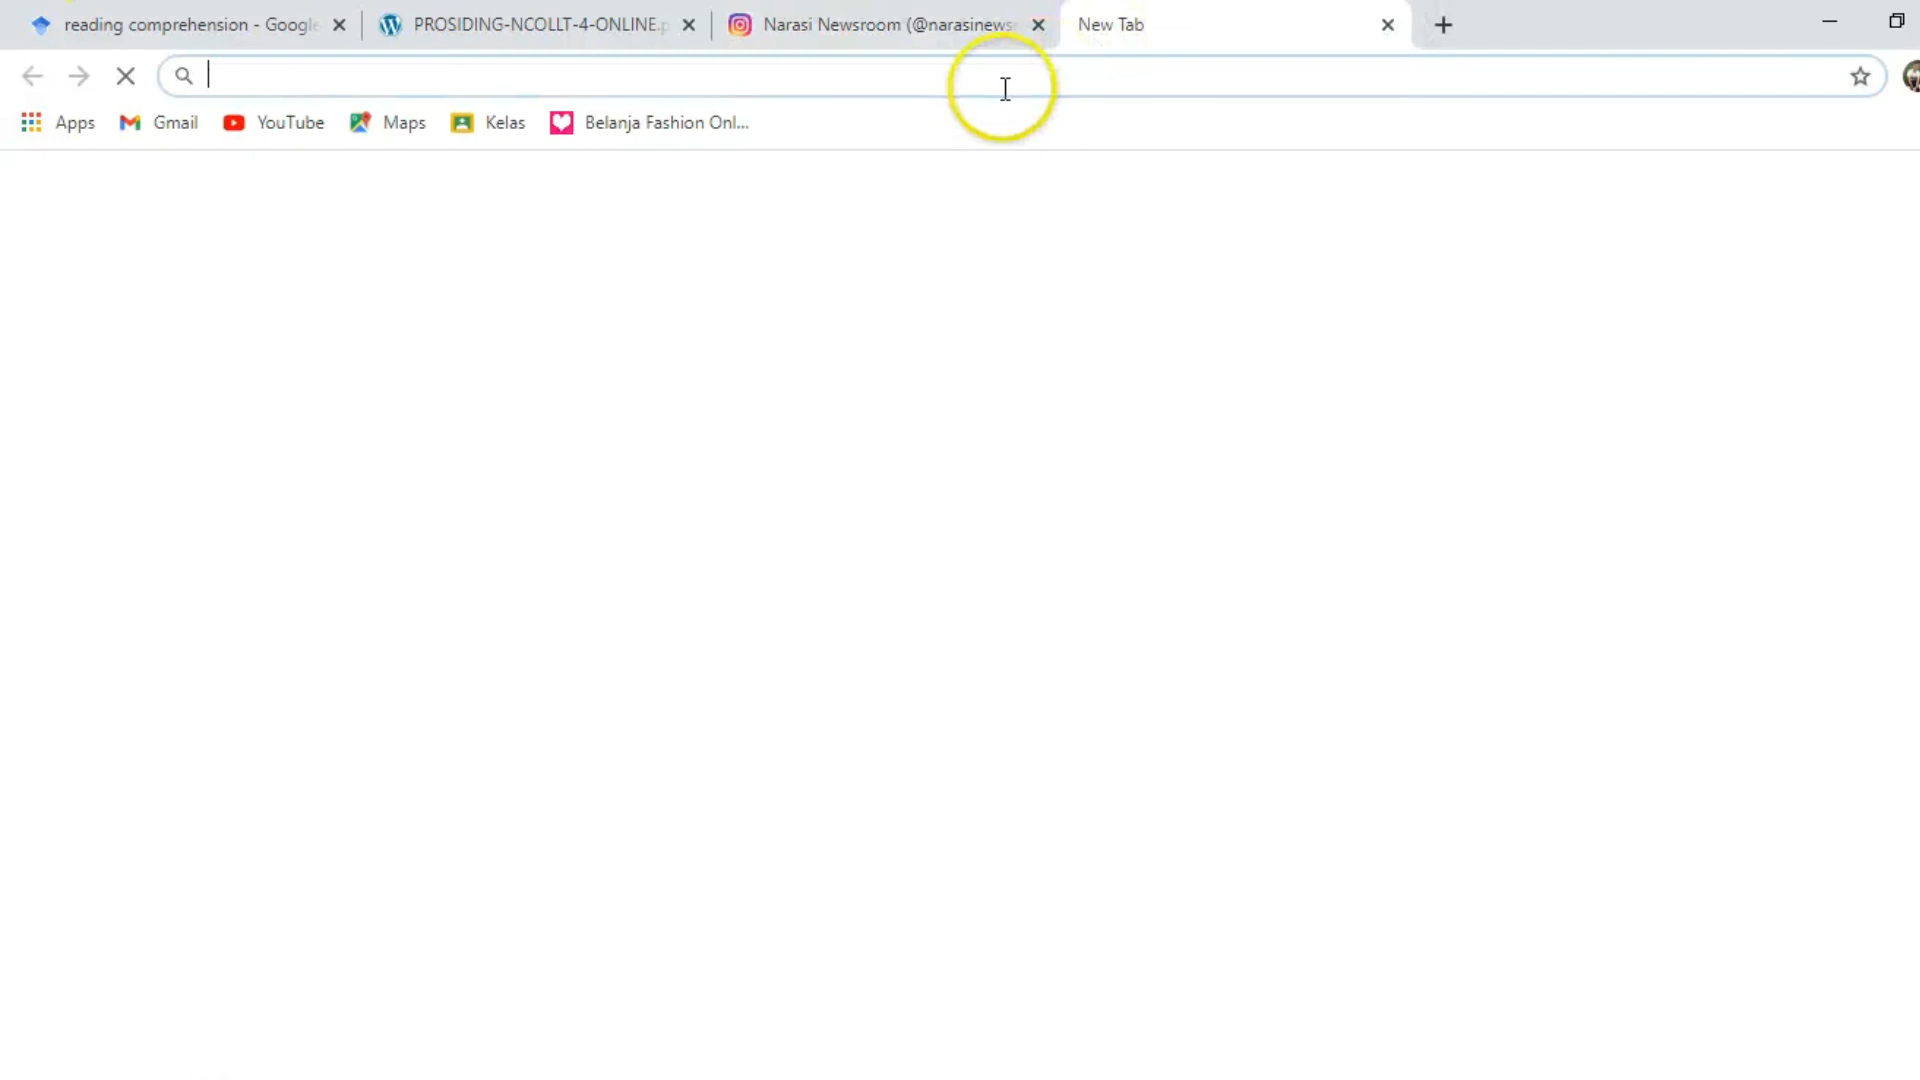 reading comprehension - Google
PROSIDING-NCOLLT-4-ONLINE.p
Narasi Newsroom (@narasinews
New Tab
Apps
Gmail
YouTube
Maps
Kelas
Belanja Fashion Onl...